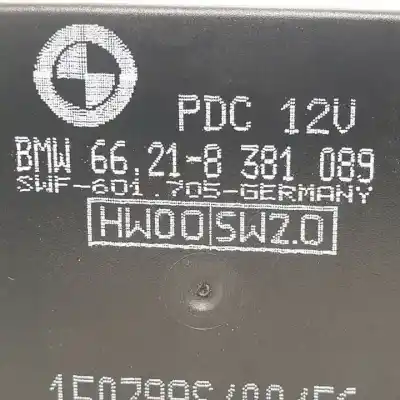 PDC 12V
BMW 66.21-8 381 089
SWF-601.705-GERMANY
HW00 SW2.0